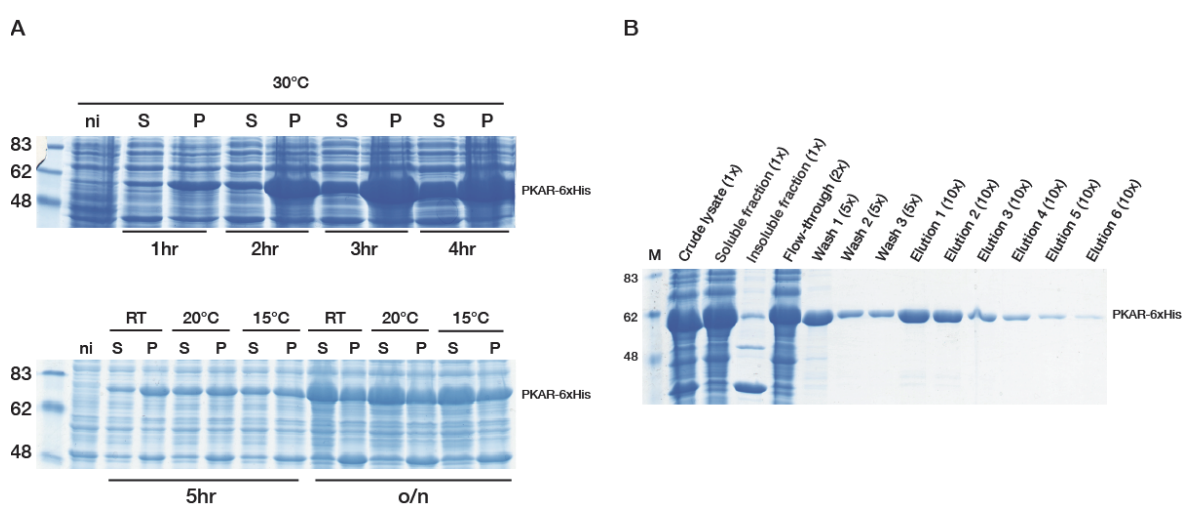 A
30°C
ni S P S P S P S P
83
62
48
PKAR-6xHis
1hr 2hr 3hr 4hr
RT 20°C 15°C RT 20°C 15°C
ni S P S P S P S P S P S P
83
62
48
PKAR-6xHis
5hr o/n
B
M Crude lysate (1x) Soluble fraction (1x) Insoluble fraction (1x) Flow-through (2x) Wash 1 (5x) Wash 2 (5x) Wash 3 (5x) Elution 1 (10x) Elution 2 (10x) Elution 3 (10x) Elution 4 (10x) Elution 5 (10x) Elution 6 (10x)
83
62
48
PKAR-6xHis